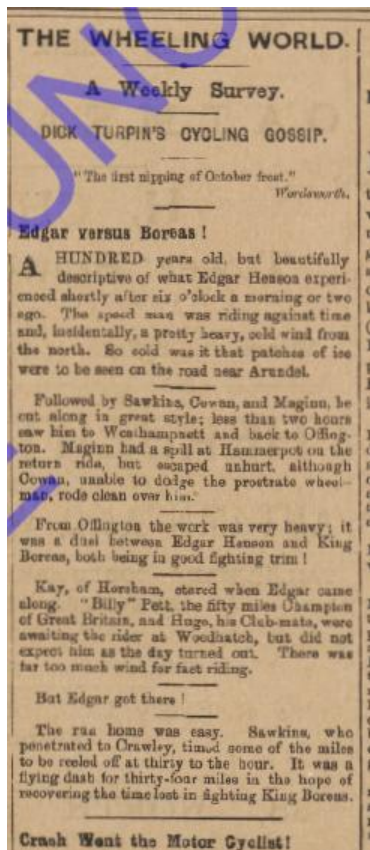 THE WHEELING WORLD.
A Weekly Survey.
DICK TURPIN'S CYCLING GOSSIP.
"The first nipping of October frost."
Wordsworth.
Edgar versus Boreas!
A HUNDRED years old, but beautifully
descriptive of what Edgar Henson experi-
enced shortly after six o'clock a morning or two
ago. The speed man was riding against time
and, incidentally, a pretty heavy, cold wind from
the north. So cold was it that patches of ice
were to be seen on the road near Arundel.
Followed by Sawkins, Cowan, and Maginn, he
cut along in great style; less than two hours
saw him to Westhampnett and back to Offing-
ton. Maginn had a spill at Hammerpot on the
return ride, but escaped unhurt, although
Cowan, unable to dodge the prostrate wheel-
man, rode clean over him.
From Offington the work was very heavy; it
was a duel between Edgar Henson and King
Boreas, both being in good fighting trim!
Kay, of Horsham, stared when Edgar came
along. "Billy" Pett, the fifty miles Champion
of Great Britain, and Hugo, his Club-mate, were
awaiting the rider at Woodhatch, but did not
expect him as the day turned out. There was
far too much wind for fast riding.
But Edgar got there!
The run home was easy. Sawkins, who
penetrated to Crawley, timed some of the miles
to be reeled off at thirty to the hour. It was a
flying dash for thirty-four miles in the hope of
recovering the time lost in fighting King Boreas.
Crash Went the Motor Cyclist!